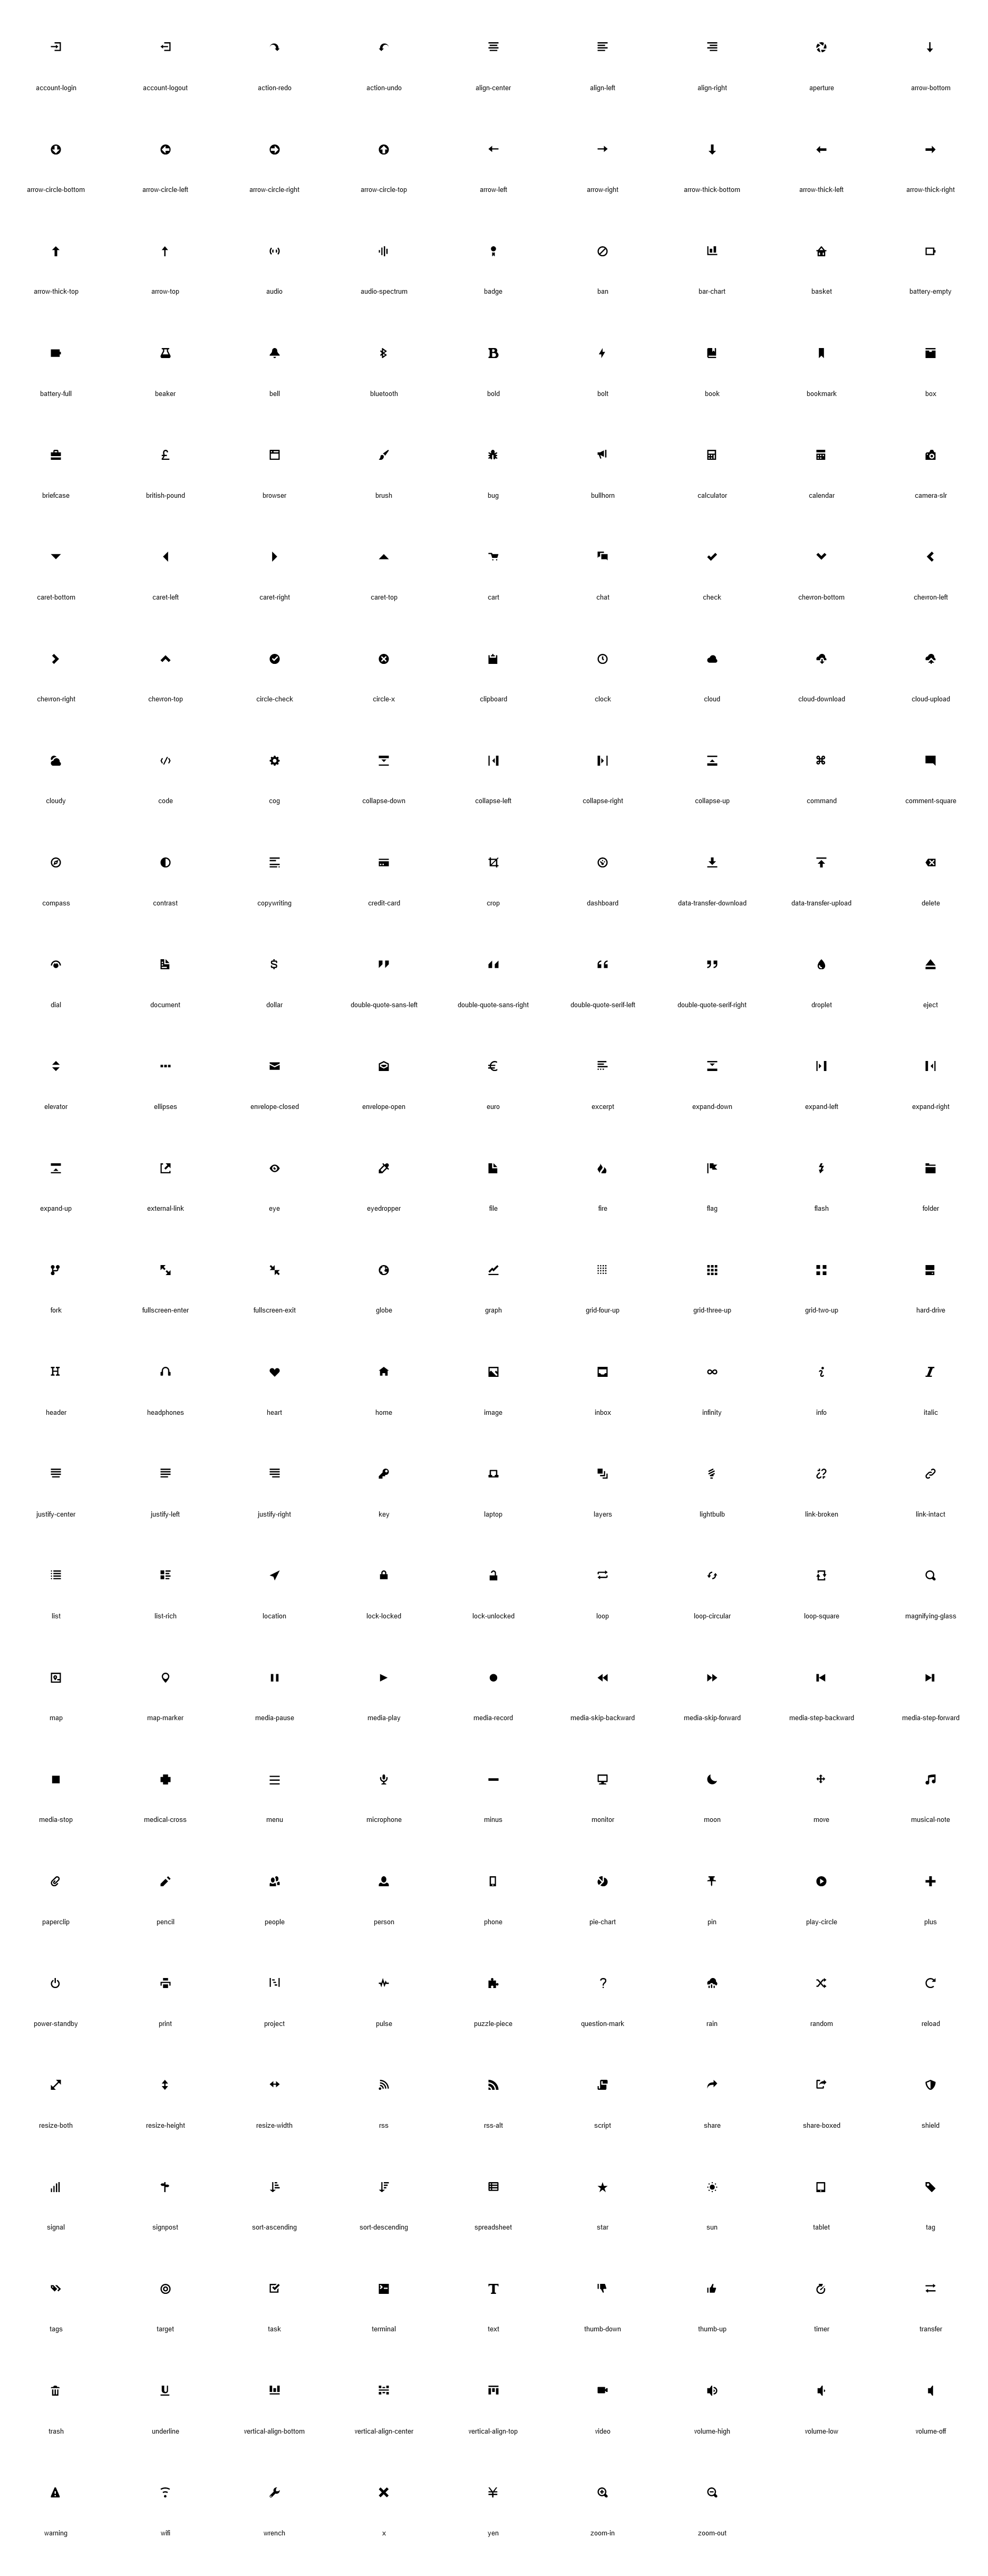 account-login account-logout action-redo action-undo align-center align-left align-right aperture arrow-bottom
arrow-circle-bottom arrow-circle-left arrow-circle-right arrow-circle-top arrow-left arrow-right arrow-thick-bottom arrow-thick-left arrow-thick-right
arrow-thick-top arrow-top audio audio-spectrum badge ban bar-chart basket battery-empty
battery-full beaker bell bluetooth bold bolt book bookmark box
briefcase british-pound browser brush bug bullhorn calculator calendar camera-slr
caret-bottom caret-left caret-right caret-top cart chat check chevron-bottom chevron-left
chevron-right chevron-top circle-check circle-x clipboard clock cloud cloud-download cloud-upload
cloudy code cog collapse-down collapse-left collapse-right collapse-up command comment-square
compass contrast copywriting credit-card crop dashboard data-transfer-download data-transfer-upload delete
dial document dollar double-quote-sans-left double-quote-sans-right double-quote-serif-left double-quote-serif-right droplet eject
elevator ellipses envelope-closed envelope-open euro excerpt expand-down expand-left expand-right
expand-up external-link eye eyedropper file fire flag flash folder
fork fullscreen-enter fullscreen-exit globe graph grid-four-up grid-three-up grid-two-up hard-drive
header headphones heart home image inbox infinity info italic
justify-center justify-left justify-right key laptop layers lightbulb link-broken link-intact
list list-rich location lock-locked lock-unlocked loop loop-circular loop-square magnifying-glass
map map-marker media-pause media-play media-record media-skip-backward media-skip-forward media-step-backward media-step-forward
media-stop medical-cross menu microphone minus monitor moon move musical-note
paperclip pencil people person phone pie-chart pin play-circle plus
power-standby print project pulse puzzle-piece question-mark rain random reload
resize-both resize-height resize-width rss rss-alt script share share-boxed shield
signal signpost sort-ascending sort-descending spreadsheet star sun tablet tag
tags target task terminal text thumb-down thumb-up timer transfer
trash underline vertical-align-bottom vertical-align-center vertical-align-top video volume-high volume-low volume-off
warning wifi wrench x yen zoom-in zoom-out